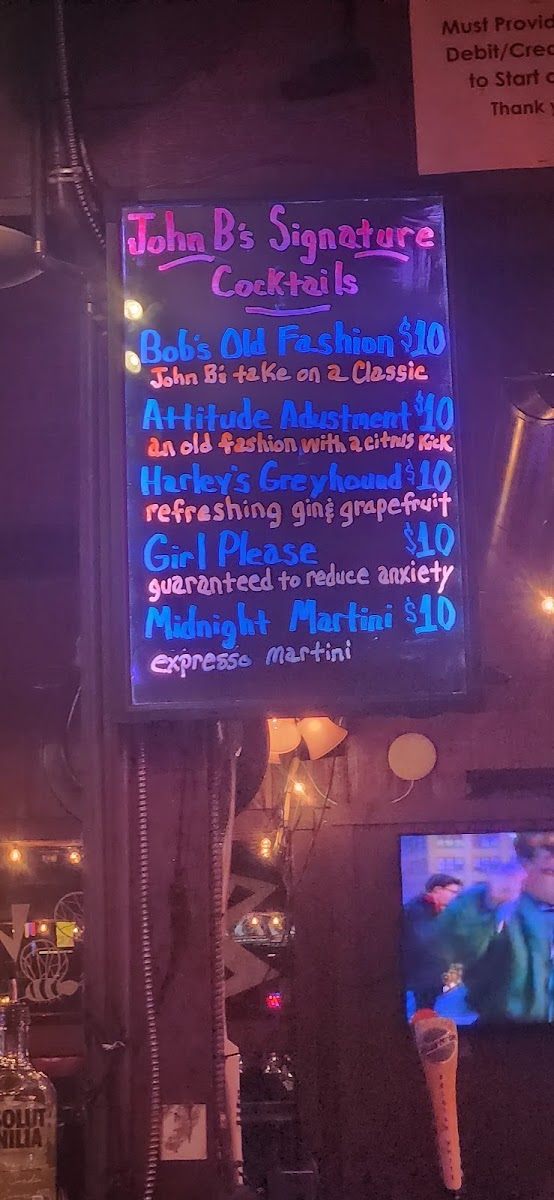 Must Provid
Debit/Cred
to Start a
Thank y
John B's Signature
Cocktails
Bob's Old Fashion $10
John B's take on a Classic
Attitude Adustment $10
an old fashion with a citrus kick
Harley's Greyhound $10
refreshing gin & grapefruit
Girl Please $10
guaranteed to reduce anxiety
Midnight Martini $10
expresso martini
SOLUT
NILIA